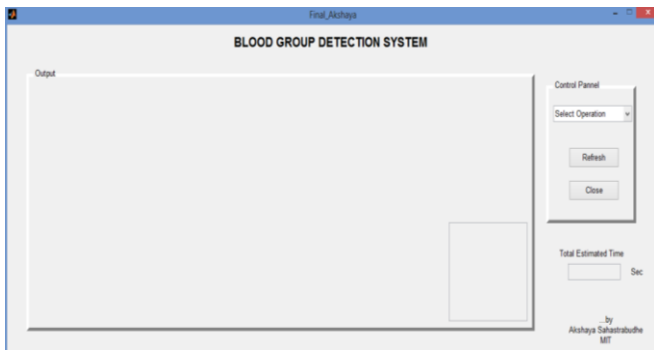 Final_Akshaya
BLOOD GROUP DETECTION SYSTEM
Output
Control Pannel
Select Operation
Refresh
Close
Total Estimated Time
Sec
...by
Akshaya Sahastrabudhe
MIT